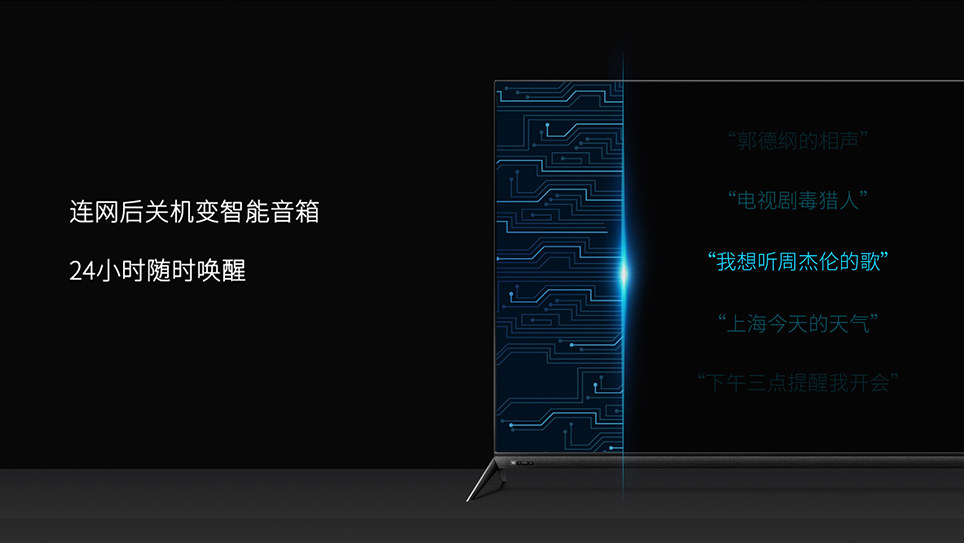 连网后关机变智能音箱
24小时随时唤醒
“郭德纲的相声”
“电视剧毒猎人”
“我想听周杰伦的歌”
“上海今天的天气”
“下午三点提醒我开会”